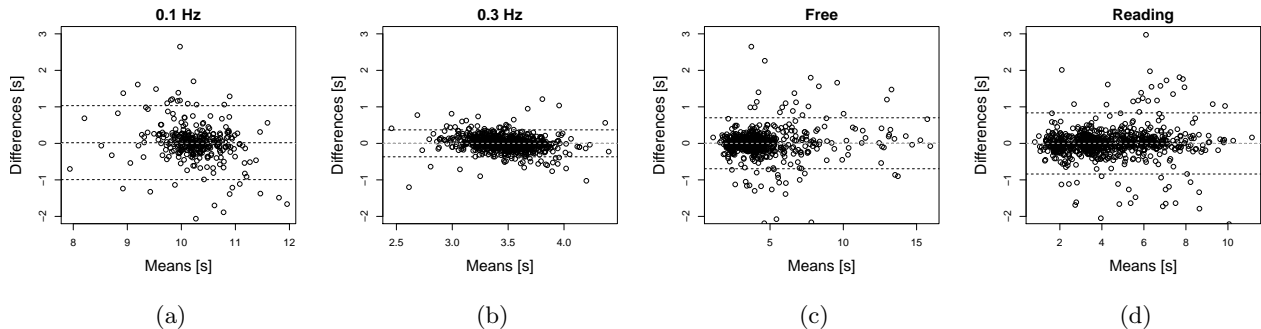 0.1 Hz
3
2
1
0
−1
−2
Differences [s]
8 9 10 11 12
Means [s]
(a)
0.3 Hz
3
2
1
0
−1
−2
Differences [s]
2.5 3.0 3.5 4.0
Means [s]
(b)
Free
3
2
1
0
−1
−2
Differences [s]
5 10 15
Means [s]
(c)
Reading
3
2
1
0
−1
−2
Differences [s]
2 4 6 8 10
Means [s]
(d)